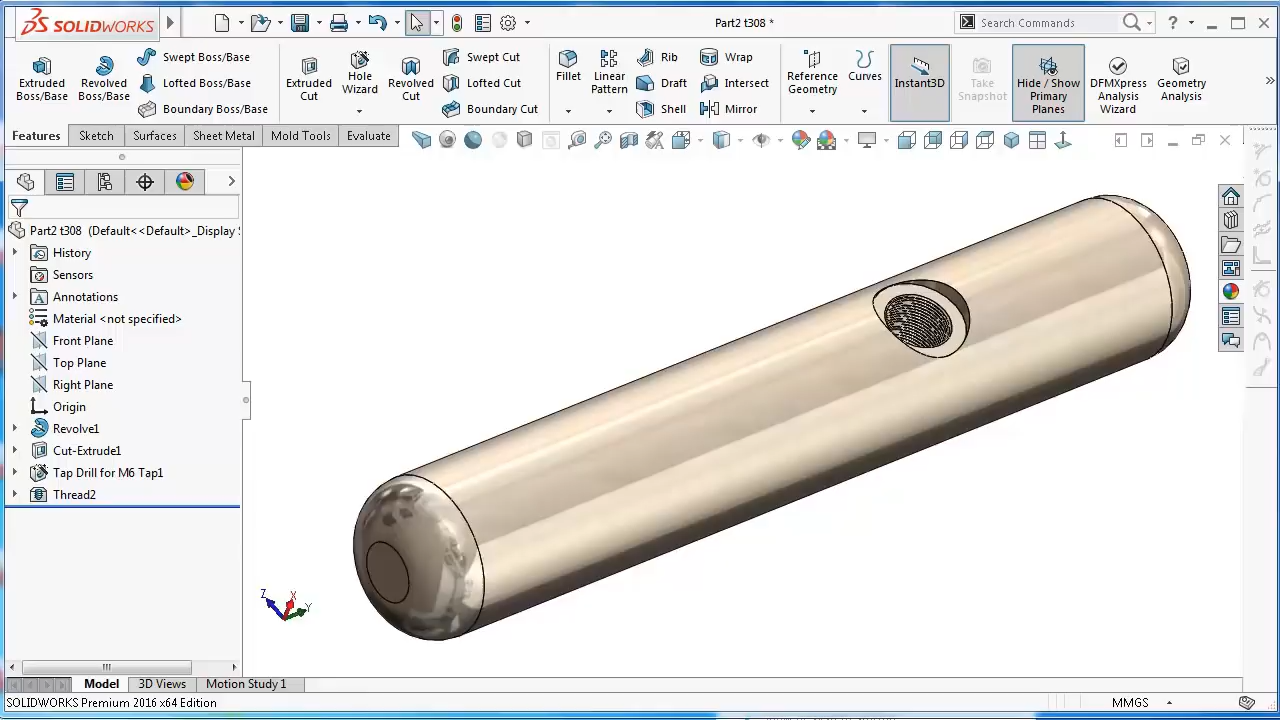 SOLIDWORKS
Part2 t308 *
Search Commands
?
Extruded Boss/Base
Revolved Boss/Base
Swept Boss/Base
Lofted Boss/Base
Boundary Boss/Base
Extruded Cut
Hole Wizard
Revolved Cut
Swept Cut
Lofted Cut
Boundary Cut
Fillet
Linear Pattern
Rib
Draft
Shell
Wrap
Intersect
Mirror
Reference Geometry
Curves
Instant3D
Take Snapshot
Hide / Show Primary Planes
DFMXpress Analysis Wizard
Geometry Analysis
Features
Sketch
Surfaces
Sheet Metal
Mold Tools
Evaluate
Part2 t308 (Default<<Default>_Display
History
Sensors
Annotations
Material <not specified>
Front Plane
Top Plane
Right Plane
Origin
Revolve1
Cut-Extrude1
Tap Drill for M6 Tap1
Thread2
Z
X
Y
Model
3D Views
Motion Study 1
SOLIDWORKS Premium 2016 x64 Edition
MMGS